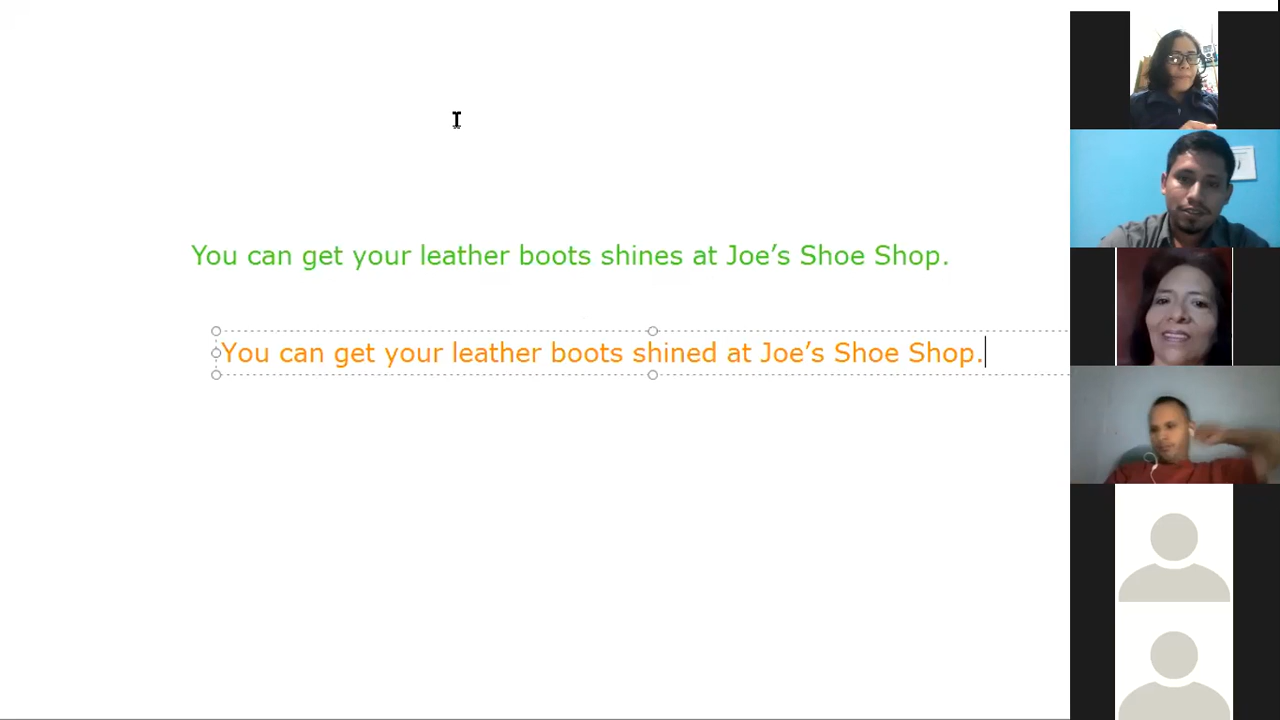 You can get your leather boots shines at Joe’s Shoe Shop.
You can get your leather boots shined at Joe’s Shoe Shop.